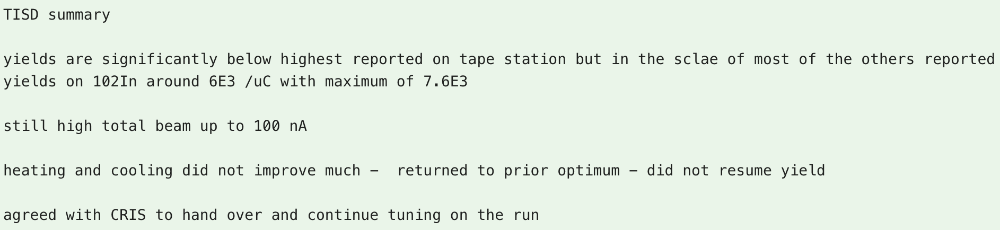 TISD summary
yields are significantly below highest reported on tape station but in the sclae of most of the others reported
yields on 102In around 6E3 /uC with maximum of 7.6E3
still high total beam up to 100 nA
heating and cooling did not improve much –  returned to prior optimum – did not resume yield
agreed with CRIS to hand over and continue tuning on the run